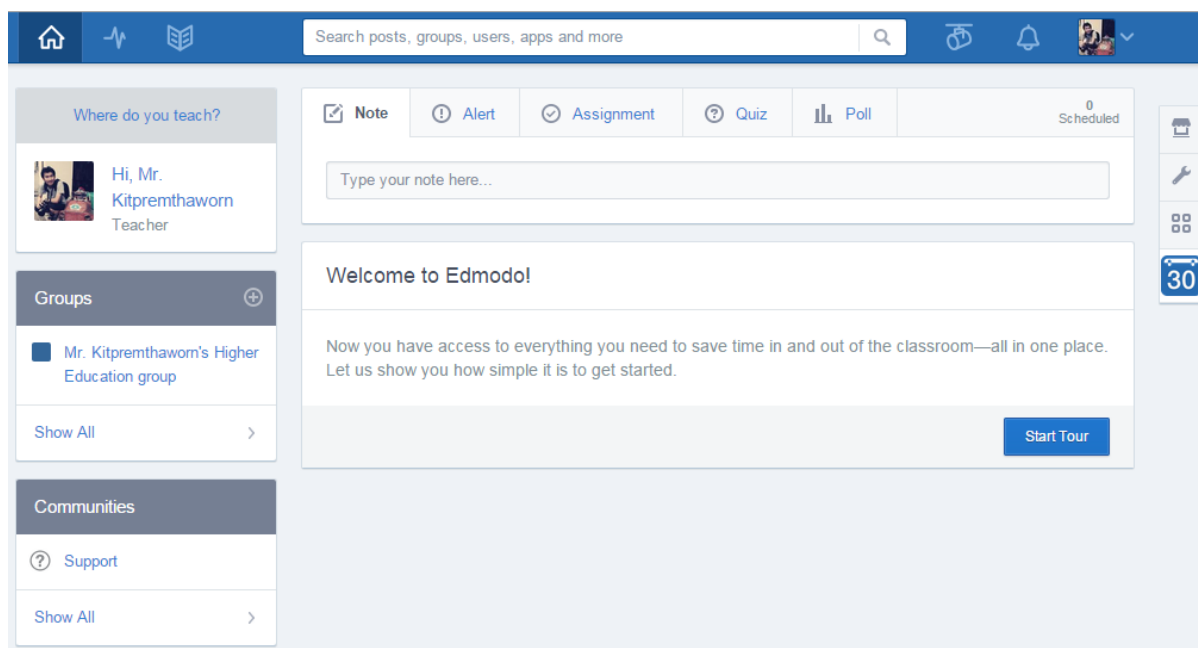 Search posts, groups, users, apps and more
Where do you teach?
Hi, Mr.
Kitpremthaworn
Teacher
Groups
Mr. Kitpremthaworn's Higher
Education group
Show All
Communities
Support
Show All
Note
Alert
Assignment
Quiz
Poll
0
Scheduled
Type your note here...
Welcome to Edmodo!
Now you have access to everything you need to save time in and out of the classroom—all in one place.
Let us show you how simple it is to get started.
Start Tour
30